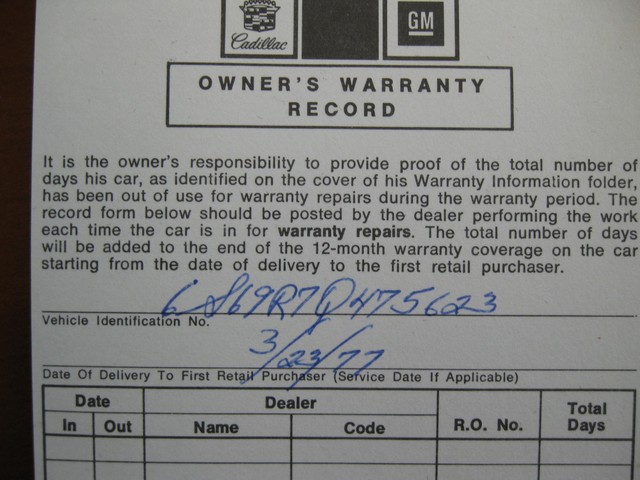 Cadillac GM
OWNER'S WARRANTY
RECORD
It is the owner's responsibility to provide proof of the total number of
days his car, as identified on the cover of his Warranty Information folder,
has been out of use for warranty repairs during the warranty period. The
record form below should be posted by the dealer performing the work
each time the car is in for warranty repairs. The total number of days
will be added to the end of the 12-month warranty coverage on the car
starting from the date of delivery to the first retail purchaser.
6S69R7Q475623
Vehicle Identification No.
3/23/77
Date Of Delivery To First Retail Purchaser (Service Date If Applicable)
Date Dealer R.O. No. Total Days
In Out Name Code